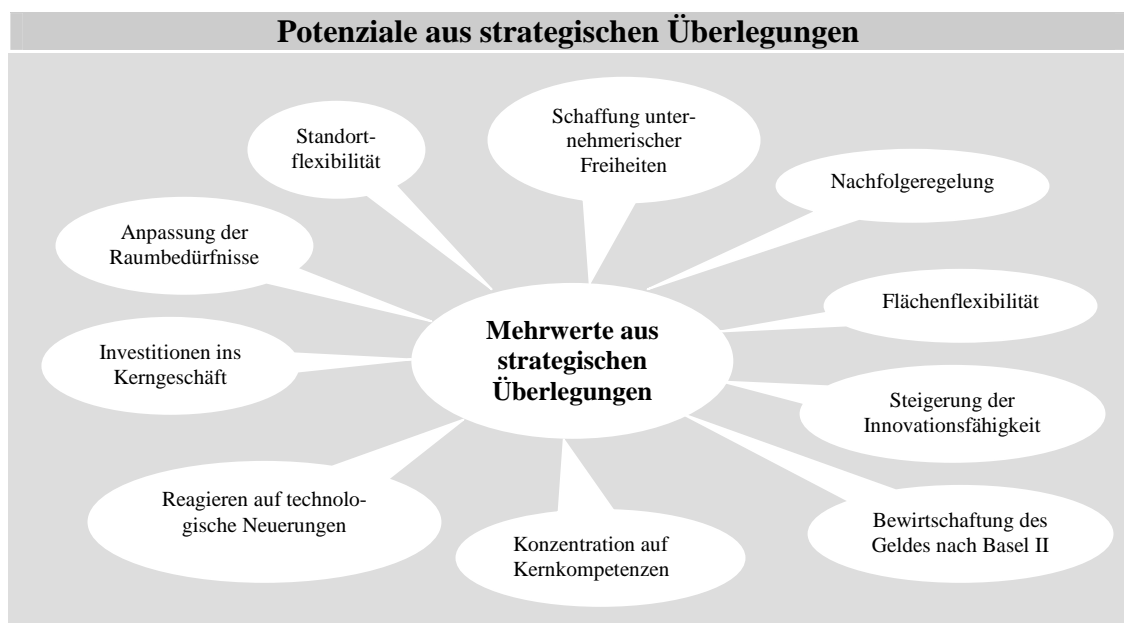 Potenziale aus strategischen Überlegungen
Standort-
flexibilität
Schaffung unter-
nehmerischer
Freiheiten
Nachfolgeregelung
Anpassung der
Raumbedürfnisse
Flächenflexibilität
Mehrwerte aus
strategischen
Überlegungen
Investitionen ins
Kerngeschäft
Steigerung der
Innovationsfähigkeit
Reagieren auf technolo-
gische Neuerungen
Konzentration auf
Kernkompetenzen
Bewirtschaftung des
Geldes nach Basel II